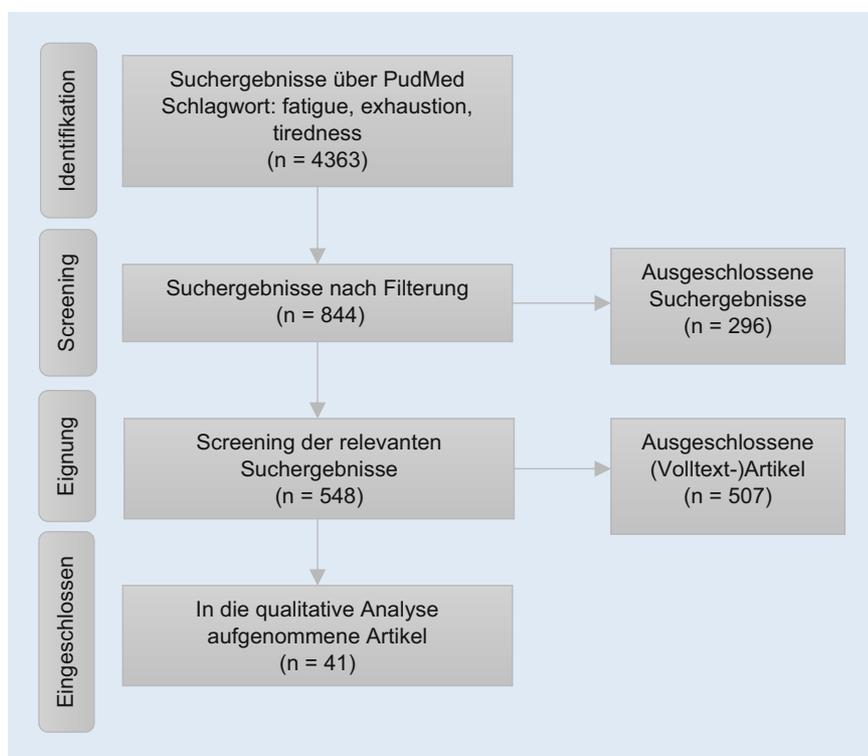 Identifikation
Suchergebnisse über PudMed
Schlagwort: fatigue, exhaustion,
tiredness
(n = 4363)
Screening
Suchergebnisse nach Filterung
(n = 844)
Ausgeschlossene
Suchergebnisse
(n = 296)
Eignung
Screening der relevanten
Suchergebnisse
(n = 548)
Ausgeschlossene
(Volltext-)Artikel
(n = 507)
Eingeschlossen
In die qualitative Analyse
aufgenommene Artikel
(n = 41)